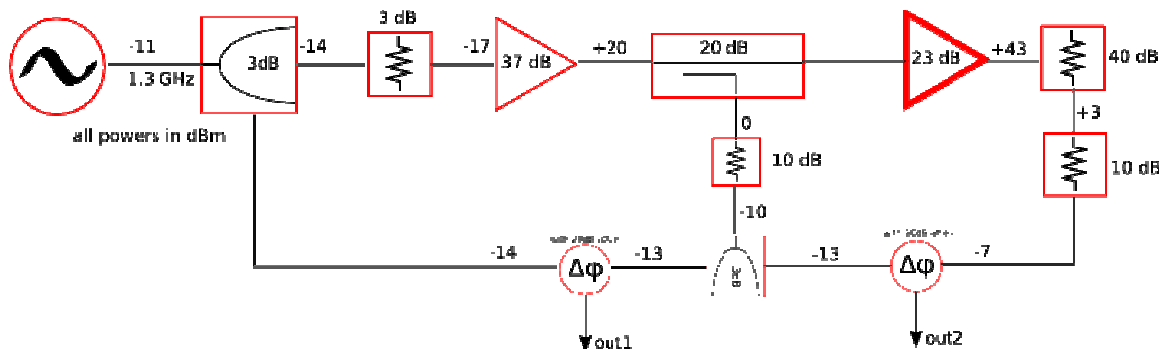 3 dB
-11
-14
-17
+20
20 dB
+43
3dB
37 dB
23 dB
40 dB
1.3 GHz
+3
all powers in dBm
0
10 dB
10 dB
-10
-14
-13
-13
-7
Δφ
3dB
Δφ
out1
out2